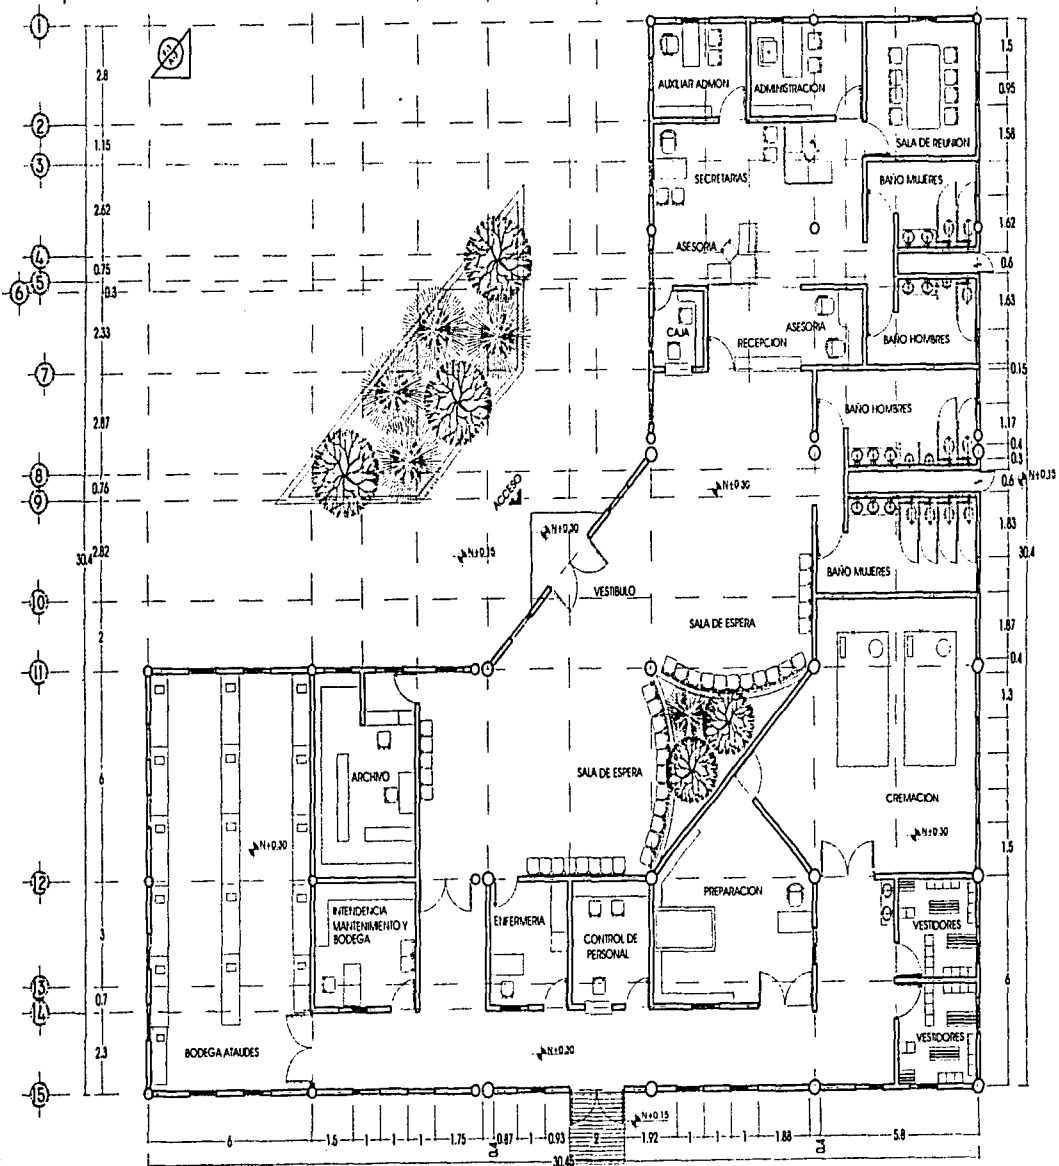 1
2
3
4
5
6
7
8
9
10
11
12
13
14
15
2.8
1.15
2.62
0.75
0.3
2.33
2.87
0.76
2.82
30.4
2
6
3
0.7
2.3
AUXILIAR ADMON
ADMINISTRACION
SALA DE REUNION
SECRETARIAS
BAÑO MUJERES
ASESORIA
CAJA
RECEPCION
ASESORIA
BAÑO HOMBRES
BAÑO HOMBRES
ACCESO
N+0.30
N+0.30
N+0.15
VESTIBULO
BAÑO MUJERES
SALA DE ESPERA
SALA DE ESPERA
ARCHIVO
N+0.30
CREMACION
N+0.30
PREPARACION
INTENDENCIA
MANTENIMIENTO Y
BODEGA
ENFERMERIA
CONTROL DE
PERSONAL
VESTIDORES
VESTIDORES
BODEGA ATAUDES
N+0.30
N+0.15
1.5
0.95
1.58
1.62
0.6
1.63
0.15
1.17
0.4
0.6
N+0.15
1.83
30.4
1.87
0.4
1.3
1.5
6
6
1.5
1
1
1
1.75
0.4
0.87
1
0.93
2
1.92
1
1
1
1.88
0.4
5.8
30.45